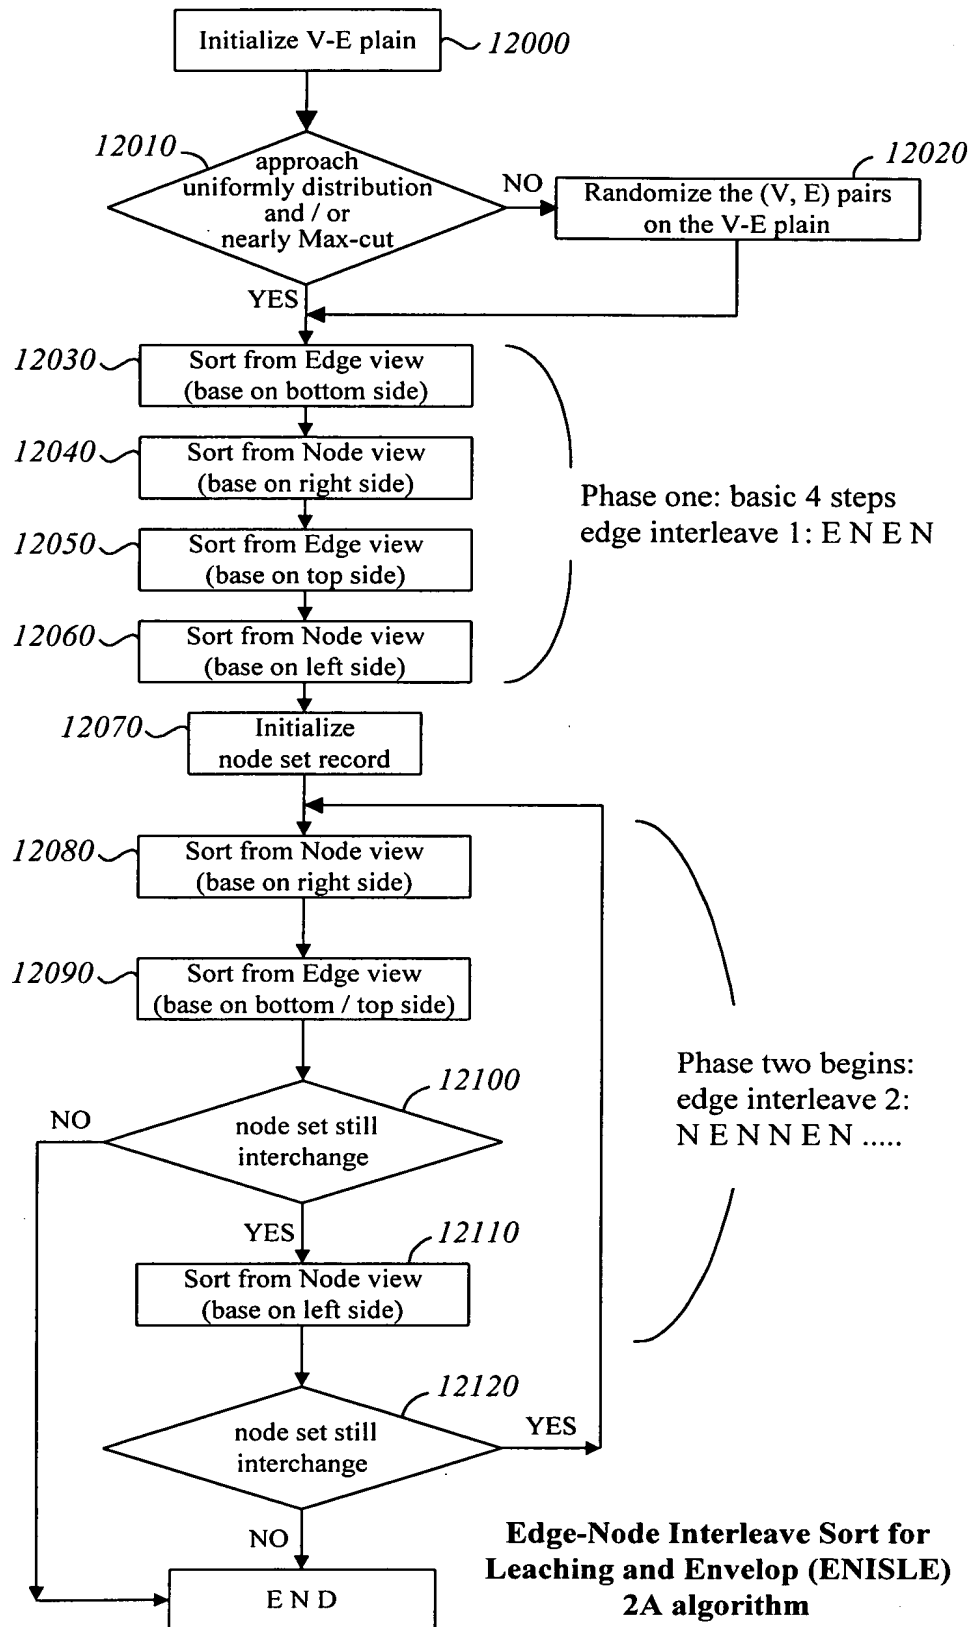 Initialize V-E plain
12000
12010
approach
uniformly distribution
and / or
nearly Max-cut
NO
12020
Randomize the (V, E) pairs
on the V-E plain
YES
12030
Sort from Edge view
(base on bottom side)
12040
Sort from Node view
(base on right side)
12050
Sort from Edge view
(base on top side)
12060
Sort from Node view
(base on left side)
Phase one: basic 4 steps
edge interleave 1: E N E N
12070
Initialize
node set record
12080
Sort from Node view
(base on right side)
12090
Sort from Edge view
(base on bottom / top side)
Phase two begins:
edge interleave 2:
N E N N E N .....
12100
NO
node set still
interchange
YES
12110
Sort from Node view
(base on left side)
12120
node set still
interchange
YES
NO
E N D
Edge-Node Interleave Sort for
Leaching and Envelop (ENISLE)
2A algorithm